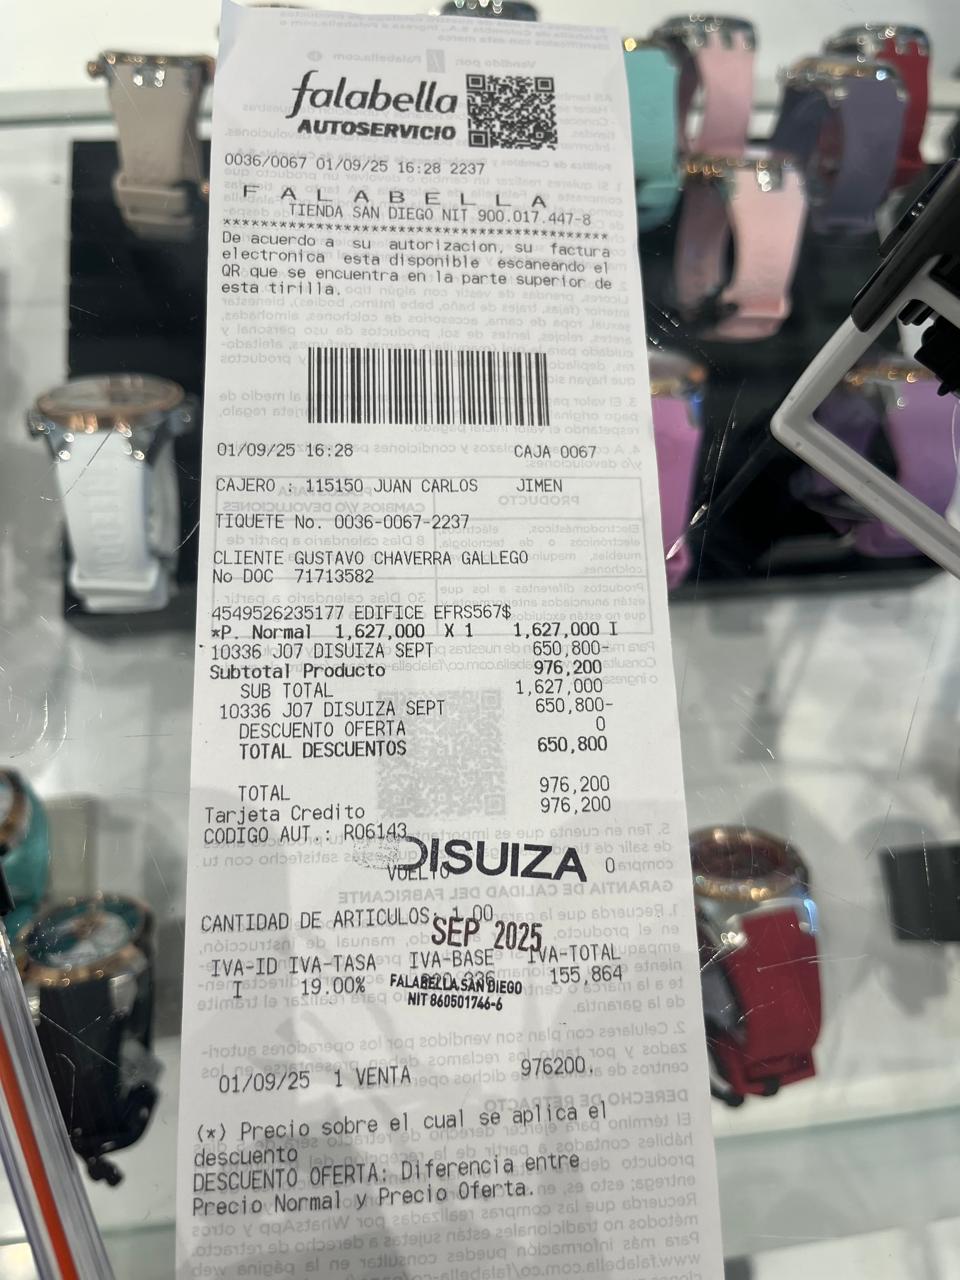 falabella
AUTOSERVICIO
0036/0067 01/09/25 16:28 2237
F A L A B E L L A
TIENDA SAN DIEGO NIT 900.017.447-8
******************************************
De acuerdo a su autorizacion, su factura
electronica esta disponible escaneando el
QR que se encuentra en la parte superior de
esta tirilla.
01/09/25 16:28 CAJA 0067
CAJERO : 115150 JUAN CARLOS JIMEN
TIQUETE No. 0036-0067-2237
CLIENTE GUSTAVO CHAVERRA GALLEGO
No DOC 71713582
4549526235177 EDIFICE EFRS567$
*P. Normal 1,627,000 X 1 1,627,000 I
10336 J07 DISUIZA SEPT 650,800-
Subtotal Producto 976,200
SUB TOTAL 1,627,000
10336 J07 DISUIZA SEPT 650,800-
DESCUENTO OFERTA 0
TOTAL DESCUENTOS 650,800
TOTAL 976,200
Tarjeta Credito 976,200
CODIGO AUT.: R06143
DISUIZA
VUELTO 0
CANTIDAD DE ARTICULOS: 1.00
SEP 2025
IVA-ID IVA-TASA IVA-BASE IVA-TOTAL
I 19.00% 155,864
FALABELLA SAN DIEGO
NIT 860501746-6
01/09/25 1 VENTA 976200.
(*) Precio sobre el cual se aplica el
descuento
DESCUENTO OFERTA: Diferencia entre
Precio Normal y Precio Oferta.